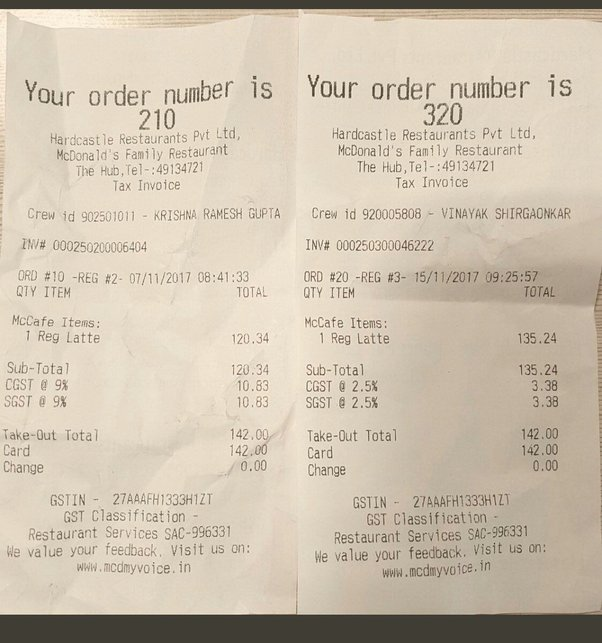 Your order number is
210
Hardcastle Restaurants Pvt Ltd,
McDonald's Family Restaurant
The Hub,Tel-:49134721
Tax Invoice
Crew id 902501011 - KRISHNA RAMESH GUPTA
INV# 000250200006404
ORD #10 -REG #2- 07/11/2017 08:41:33
QTY ITEM TOTAL
McCafe Items:
1 Reg Latte 120.34
Sub-Total 120.34
CGST @ 9% 10.83
SGST @ 9% 10.83
Take-Out Total 142.00
Card 142.00
Change 0.00
GSTIN - 27AAAFH1333H1ZT
GST Classification -
Restaurant Services SAC-996331
We value your feedback. Visit us on:
www.mcdmyvoice.in
Your order number is
320
Hardcastle Restaurants Pvt Ltd,
McDonald's Family Restaurant
The Hub,Tel-:49134721
Tax Invoice
Crew id 920005808 - VINAYAK SHIRGAONKAR
INV# 000250300046222
ORD #20 -REG #3- 15/11/2017 09:25:57
QTY ITEM TOTAL
McCafe Items:
1 Reg Latte 135.24
Sub-Total 135.24
CGST @ 2.5% 3.38
SGST @ 2.5% 3.38
Take-Out Total 142.00
Card 142.00
Change 0.00
GSTIN - 27AAAFH1333H1ZT
GST Classification -
Restaurant Services SAC-996331
We value your feedback. Visit us on:
www.mcdmyvoice.in